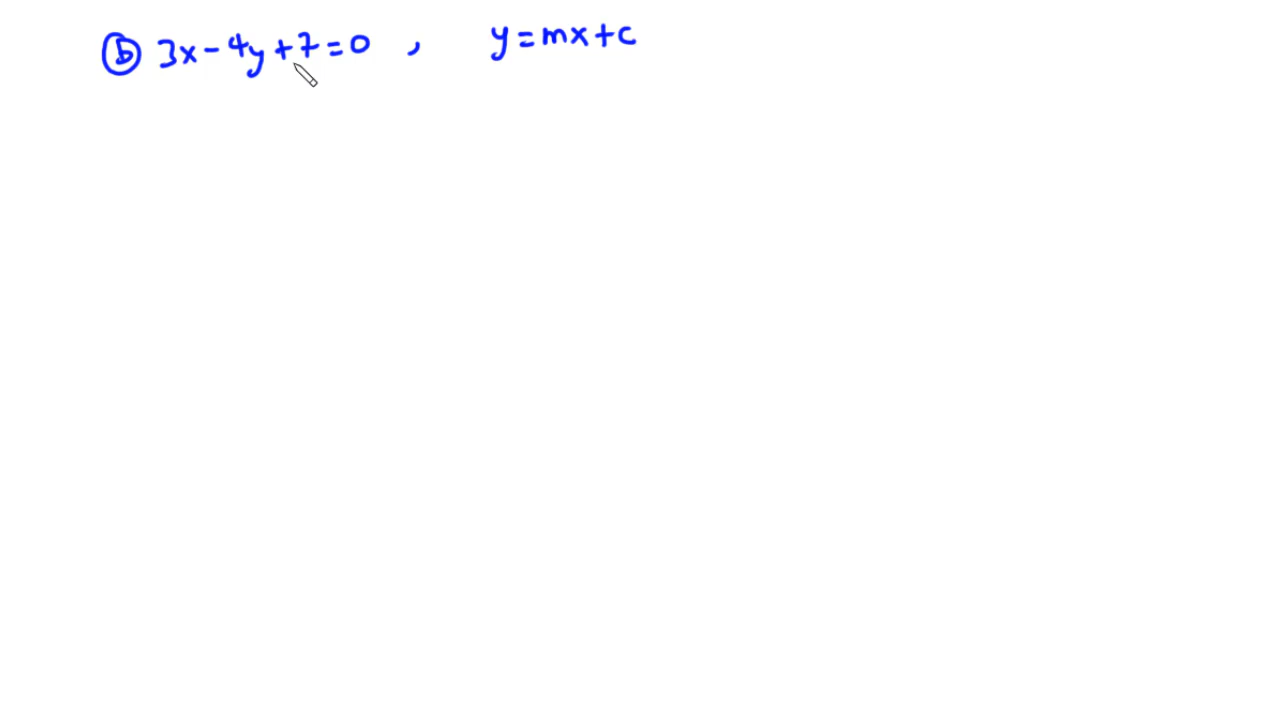 ⓑ 3x - 4y + 7 = 0 , y = mx + c